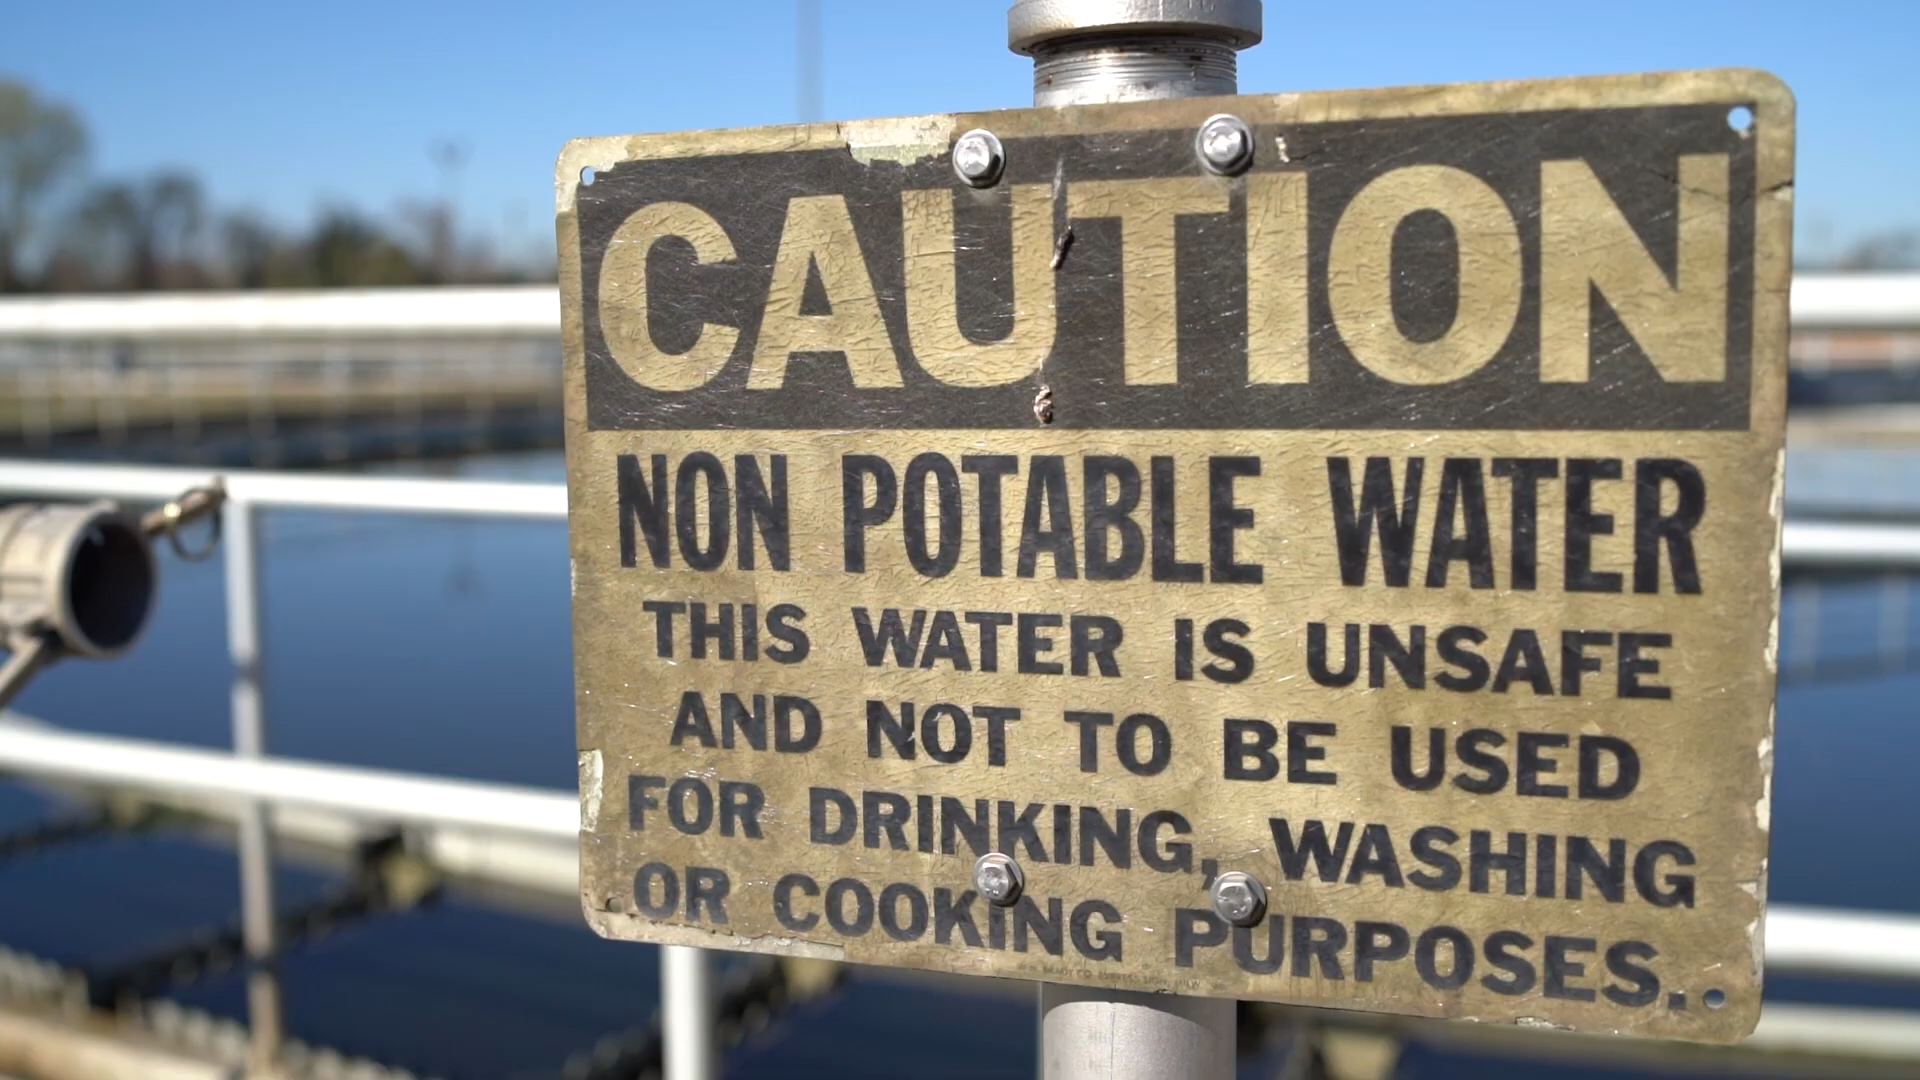 CAUTION
NON POTABLE WATER
THIS WATER IS UNSAFE
AND NOT TO BE USED
FOR DRINKING, WASHING
OR COOKING PURPOSES.